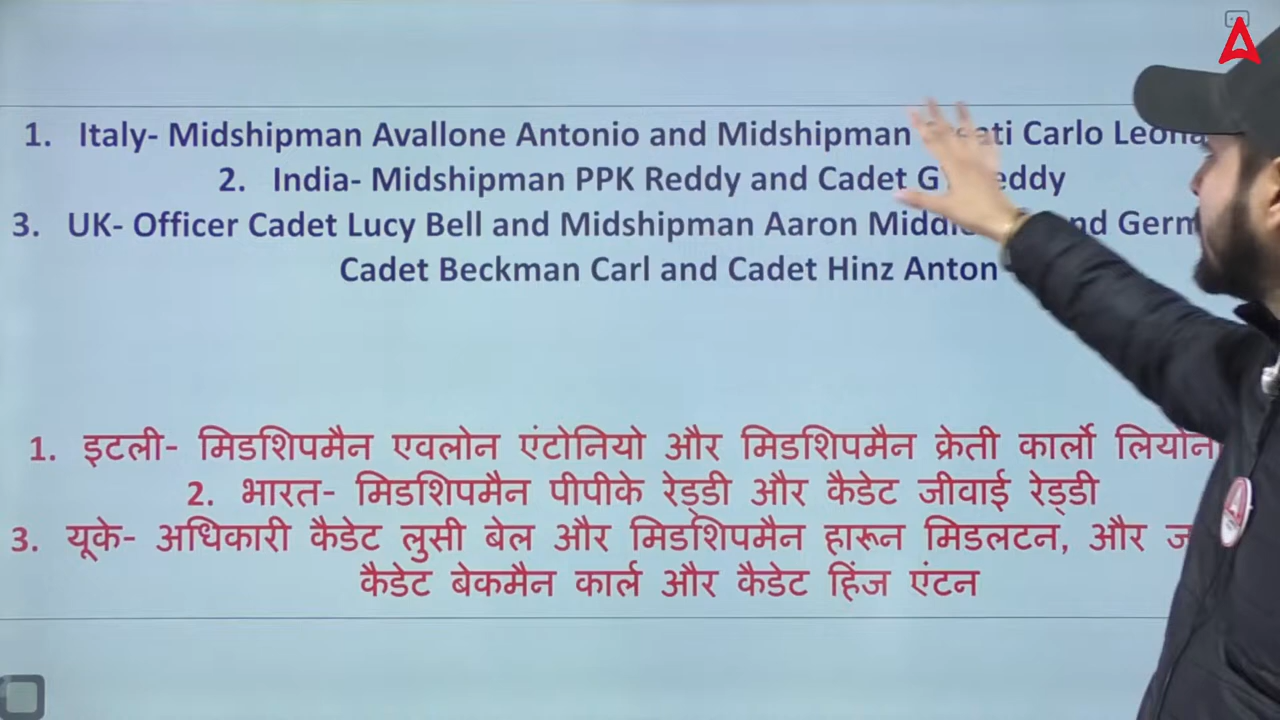 1. Italy- Midshipman Avallone Antonio and Midshipman Carlo
2. India- Midshipman PPK Reddy and Cadet
3. UK- Officer Cadet Lucy Bell and Midshipman Aaron
Cadet Beckman Carl and Cadet Hinz Anton
1. इटली- मिडशिपमैन एवलोन एंटोनियो और मिडशिपमैन क्रेती कार्लो
2. भारत- मिडशिपमैन पीपीके रेड्डी और कैडेट जीवाई रेड्डी
3. यूके- अधिकारी कैडेट लुसी बेल और मिडशिपमैन हारून मिडलटन, और
कैडेट बेकमैन कार्ल और कैडेट हिंज एंटन